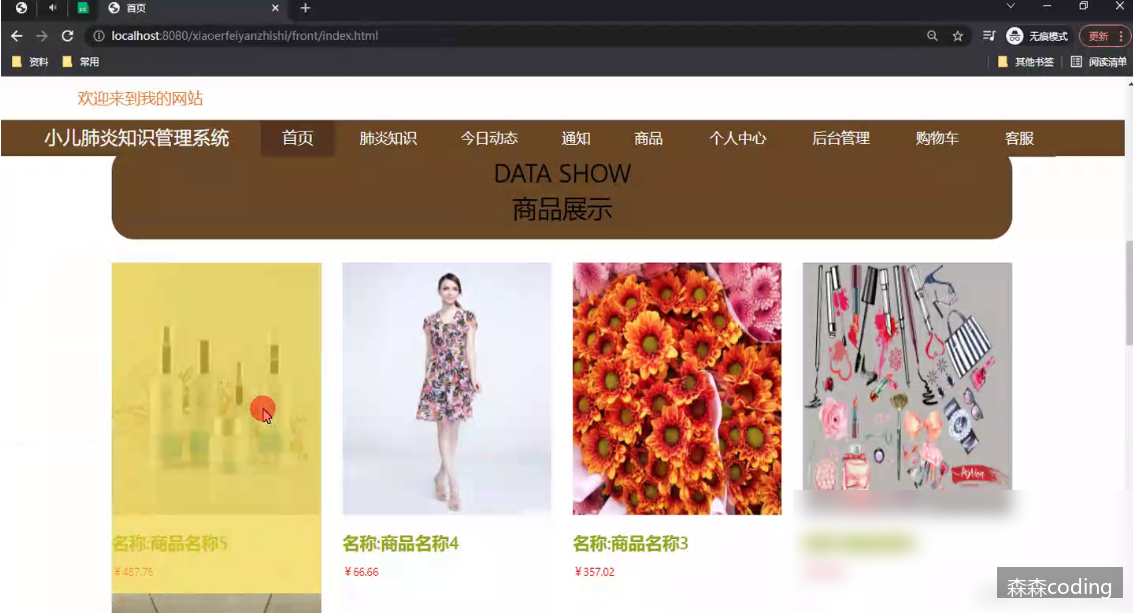 首页
localhost:8080/xiaoerfeiyanzhishi/front/index.html
无痕模式
更新
资料
常用
其他书签
阅读清单
欢迎来到我的网站
小儿肺炎知识管理系统
首页
肺炎知识
今日动态
通知
商品
个人中心
后台管理
购物车
客服
DATA SHOW
商品展示
名称:商品名称5
名称:商品名称4
名称:商品名称3
￥487.76
￥66.66
￥357.02
森森coding